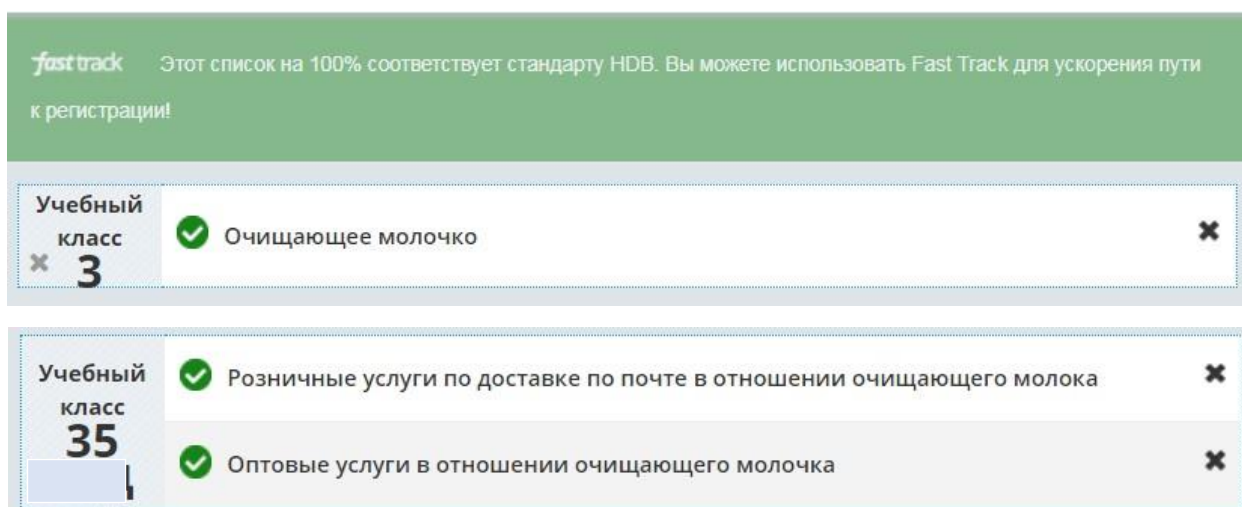 fast track Этот список на 100% соответствует стандарту HDB. Вы можете использовать Fast Track для ускорения пути
к регистрации!
Учебный
класс
3
Очищающее молочко
Учебный
класс
35
Розничные услуги по доставке по почте в отношении очищающего молока
Оптовые услуги в отношении очищающего молочка